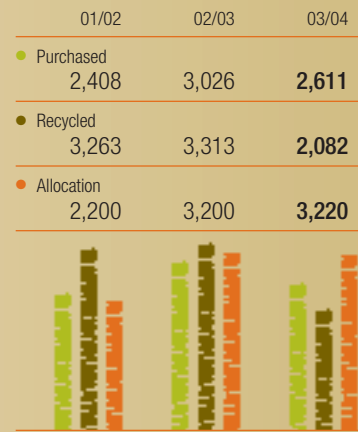 01/02 02/03 03/04
Purchased
2,408 3,026 2,611
Recycled
3,263 3,313 2,082
Allocation
2,200 3,200 3,220